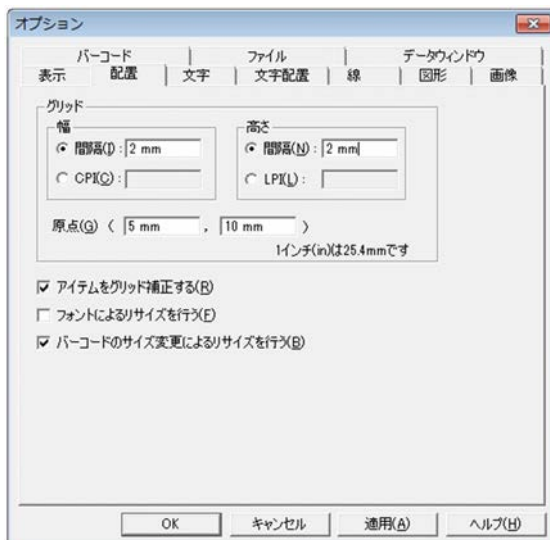 オプション
バーコード ファイル データウィンドウ
表示 配置 文字 文字配置 線 図形 画像
グリッド
幅 高さ
間隔(I): 2 mm 間隔(N): 2 mm
CPI(C): LPI(L):
原点(G) ( 5 mm , 10 mm )
1インチ(in)は25.4mmです
アイテムをグリッド補正する(R)
フォントによるリサイズを行う(F)
バーコードのサイズ変更によるリサイズを行う(B)
OK キャンセル 適用(A) ヘルプ(H)